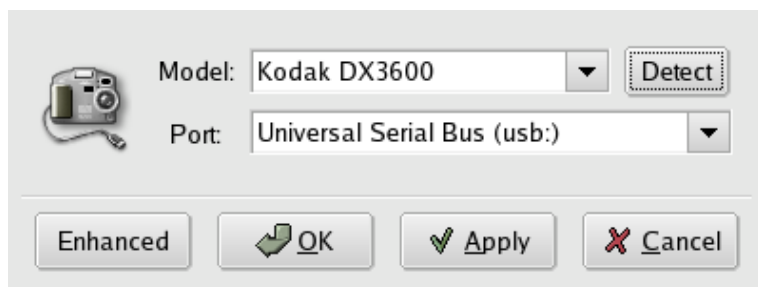 Model: Kodak DX3600 Detect
Port: Universal Serial Bus (usb:)
Enhanced OK Apply Cancel